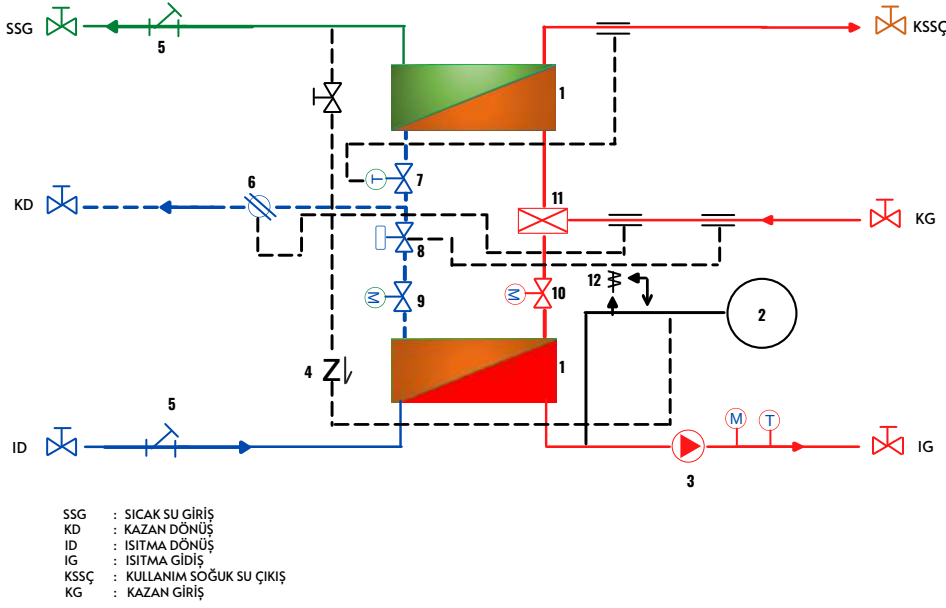 SSG
5
KSSÇ
1
7
6
KD
11
KG
8
12
M
9
M
10
2
4
1
5
ID
M
T
IG
3
T
Z
SSG : SICAK SU GİRİŞ
KD : KAZAN DÖNÜŞ
ID : ISITMA DÖNÜŞ
IG : ISITMA GİDİŞ
KSSÇ : KULLANIM SOĞUK SU ÇIKIŞ
KG : KAZAN GİRİŞ